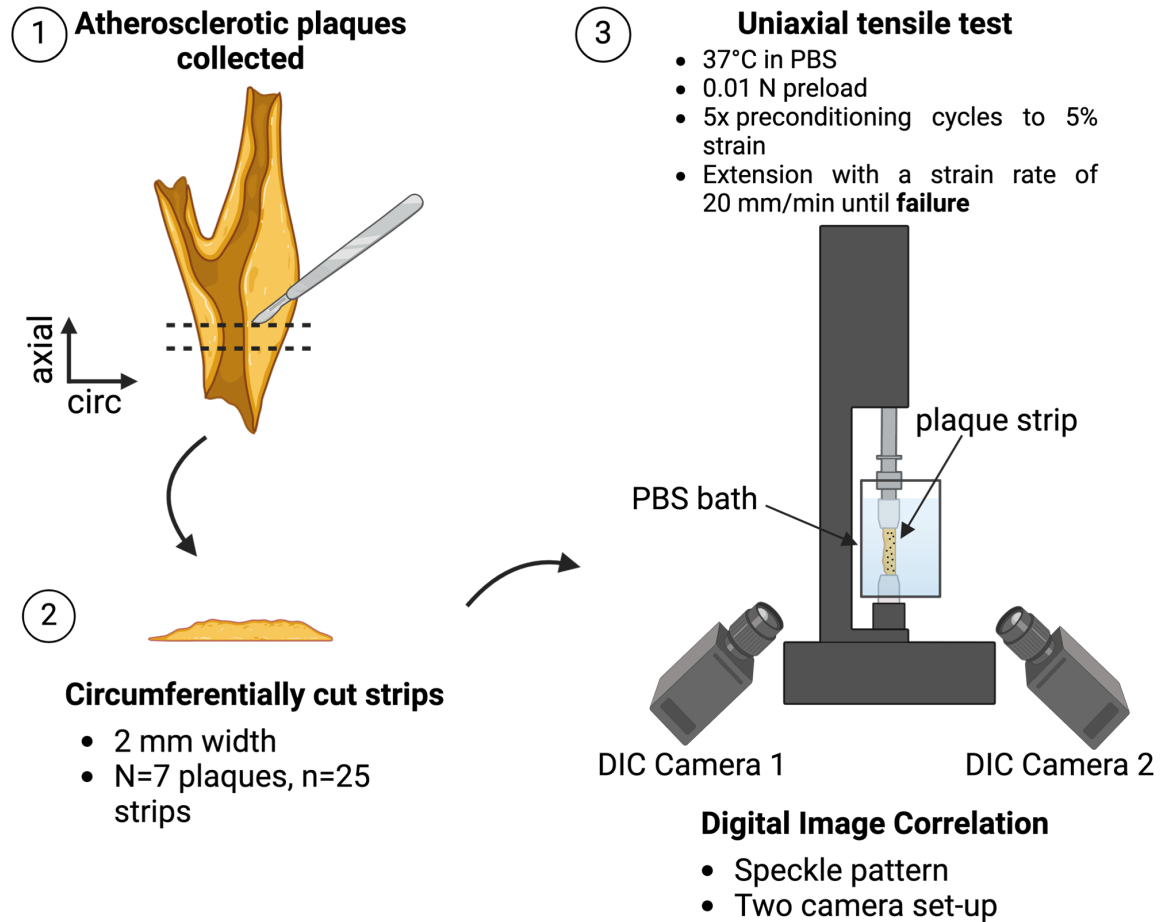 1
Atherosclerotic plaques
collected
axial
circ
2
Circumferentially cut strips
• 2 mm width
• N=7 plaques, n=25
strips
3
Uniaxial tensile test
• 37°C in PBS
• 0.01 N preload
• 5x preconditioning cycles to 5%
strain
• Extension with a strain rate of
20 mm/min until failure
plaque strip
PBS bath
DIC Camera 1
DIC Camera 2
Digital Image Correlation
• Speckle pattern
• Two camera set-up